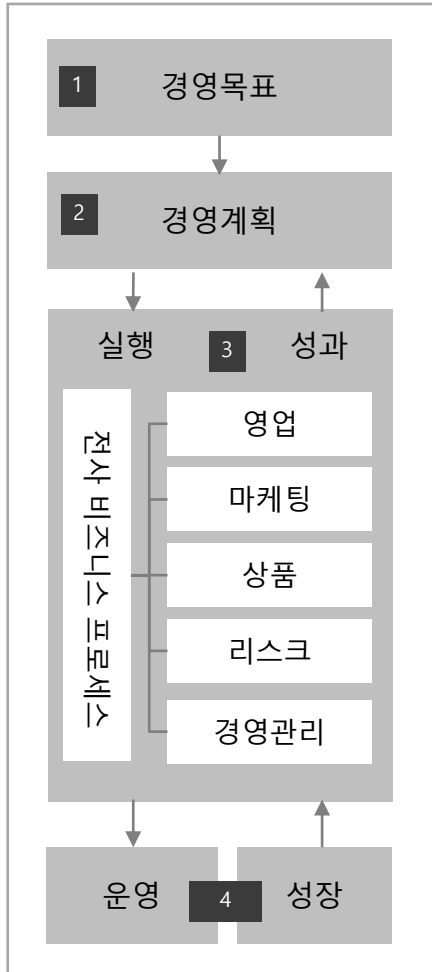 1 경영목표
2 경영계획
실행 3 성과
전사 비즈니스 프로세스
영업
마케팅
상품
리스크
경영관리
운영 4 성장